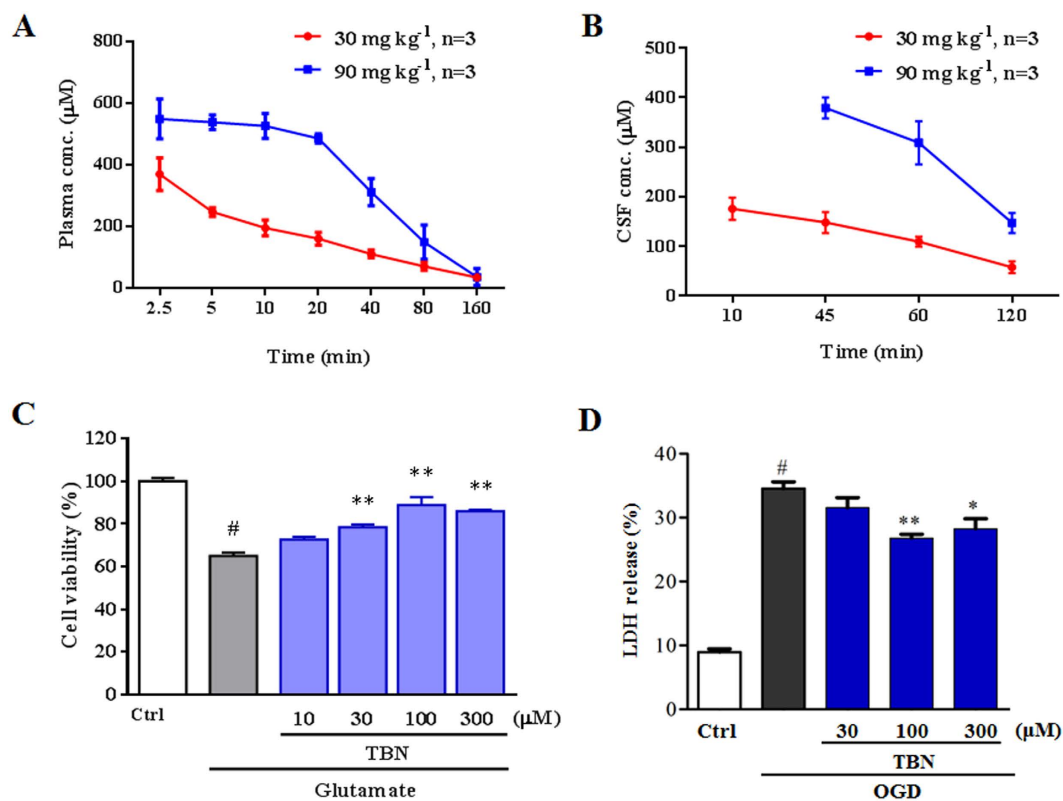 A
30 mg kg⁻¹, n=3
90 mg kg⁻¹, n=3
Plasma conc. (μM)
800
600
400
200
0
2.5 5 10 20 40 80 160
Time (min)
B
30 mg kg⁻¹, n=3
90 mg kg⁻¹, n=3
CSF conc. (μM)
500
400
300
200
100
0
10 45 60 120
Time (min)
C
Cell viability (%)
120
100
80
60
40
20
0
# ** ** **
Ctrl 10 30 100 300 (μM)
TBN
Glutamate
D
LDH release (%)
40
30
20
10
0
# ** *
Ctrl 30 100 300 (μM)
TBN
OGD